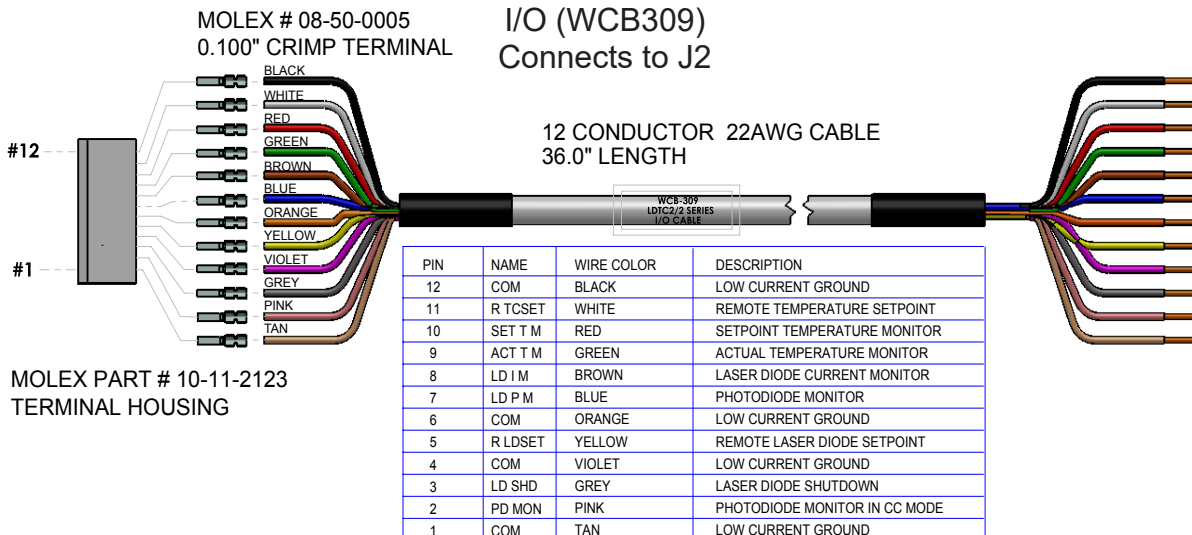 MOLEX # 08-50-0005
0.100" CRIMP TERMINAL
I/O (WCB309)
Connects to J2
BLACK
WHITE
RED
GREEN
BROWN
BLUE
ORANGE
YELLOW
VIOLET
GREY
PINK
TAN
#12
#1
12 CONDUCTOR 22AWG CABLE
36.0" LENGTH
WCB-309
LDTC2/2 SERIES
I/O CABLE
MOLEX PART # 10-11-2123
TERMINAL HOUSING
PIN NAME WIRE COLOR DESCRIPTION
12 COM BLACK LOW CURRENT GROUND
11 R TCSET WHITE REMOTE TEMPERATURE SETPOINT
10 SET T M RED SETPOINT TEMPERATURE MONITOR
9 ACT T M GREEN ACTUAL TEMPERATURE MONITOR
8 LD I M BROWN LASER DIODE CURRENT MONITOR
7 LD P M BLUE PHOTODIODE MONITOR
6 COM ORANGE LOW CURRENT GROUND
5 R LDSET YELLOW REMOTE LASER DIODE SETPOINT
4 COM VIOLET LOW CURRENT GROUND
3 LD SHD GREY LASER DIODE SHUTDOWN
2 PD MON PINK PHOTODIODE MONITOR IN CC MODE
1 COM TAN LOW CURRENT GROUND